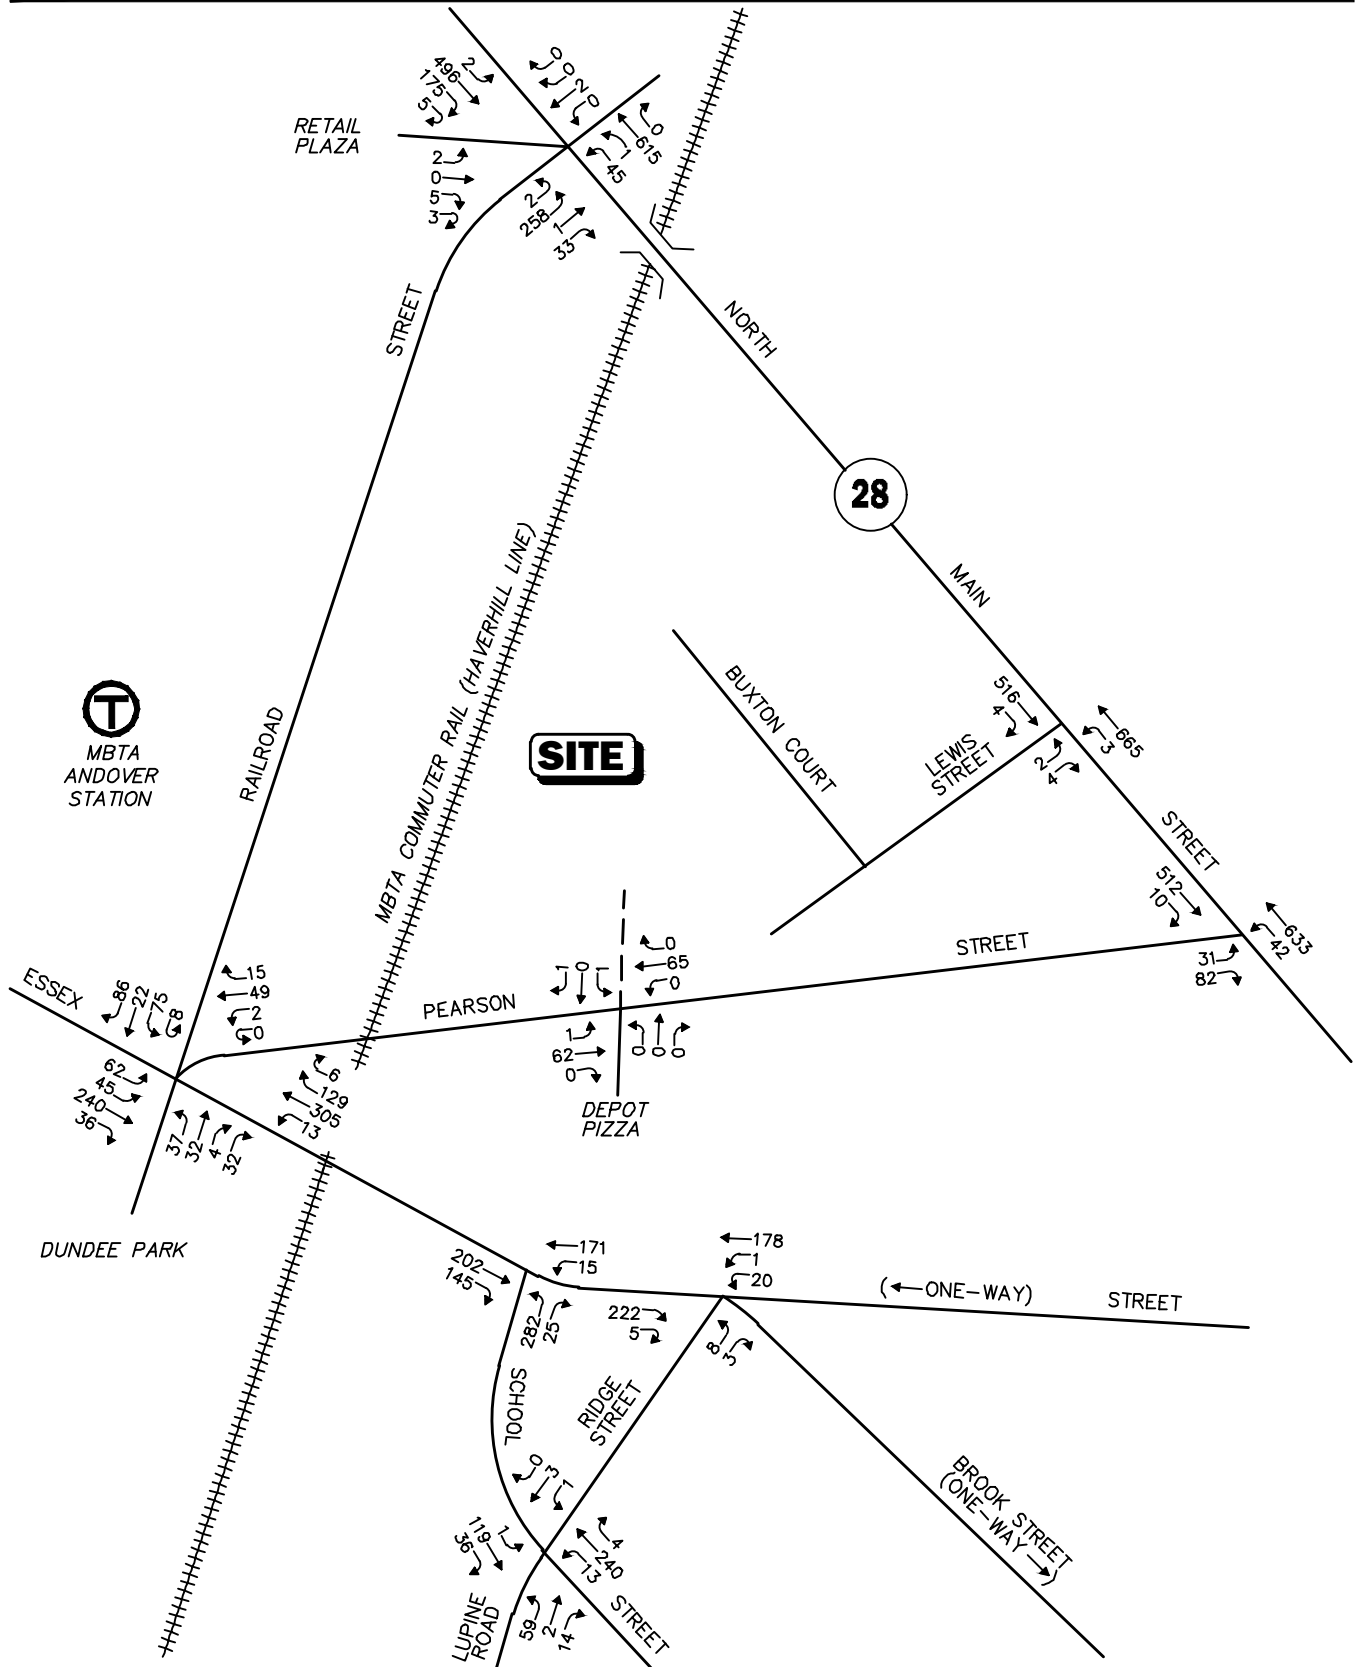 2
496
175
5
0
0
2
0
0
615
1
45
RETAIL
PLAZA
2
0
5
3
2
258
1
33
STREET
NORTH
28
MAIN
MBTA COMMUTER RAIL (HAVERHILL LINE)
T
MBTA
ANDOVER
STATION
RAILROAD
SITE
BUXTON COURT
LEWIS
STREET
516
4
665
3
2
4
STREET
512
10
633
42
31
82
STREET
PEARSON
1
0
1
0
65
0
1
62
0
0
0
0
DEPOT
PIZZA
ESSEX
86
22
75
8
15
49
2
0
62
45
240
36
37
32
4
32
6
129
305
13
DUNDEE PARK
202
145
171
15
282
25
178
1
20
222
5
8
3
(←ONE-WAY)
STREET
SCHOOL
RIDGE
STREET
BROOK STREET
(ONE-WAY→)
0
3
1
1
119
36
4
240
13
59
2
14
LUPINE
ROAD
STREET